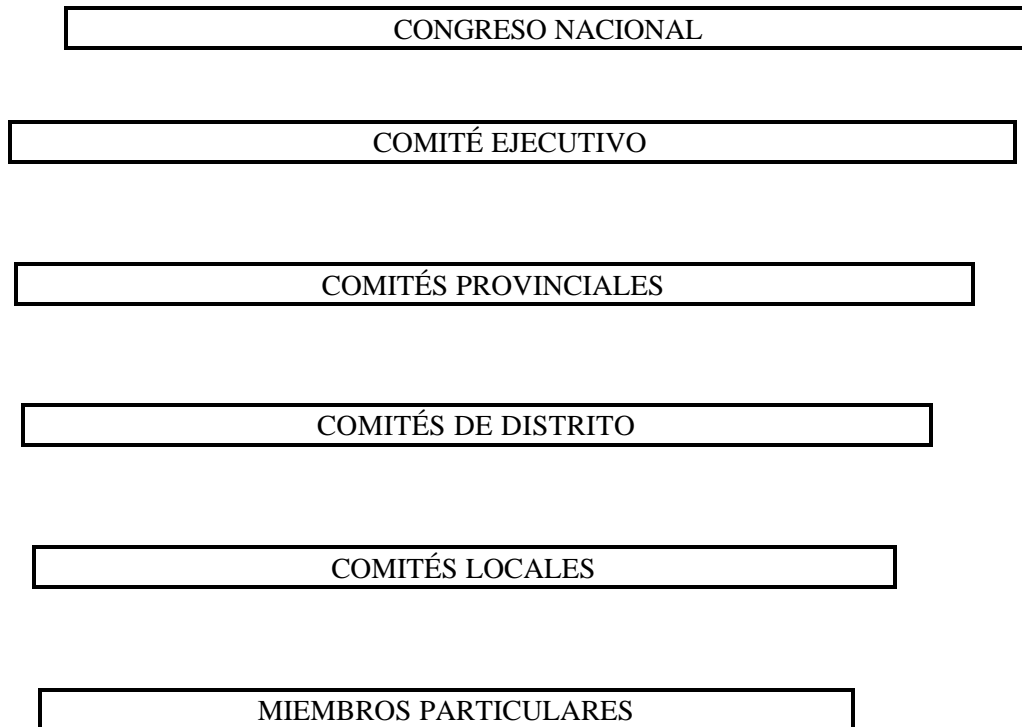 CONGRESO NACIONAL
COMITÉ EJECUTIVO
COMITÉS PROVINCIALES
COMITÉS DE DISTRITO
COMITÉS LOCALES
MIEMBROS PARTICULARES